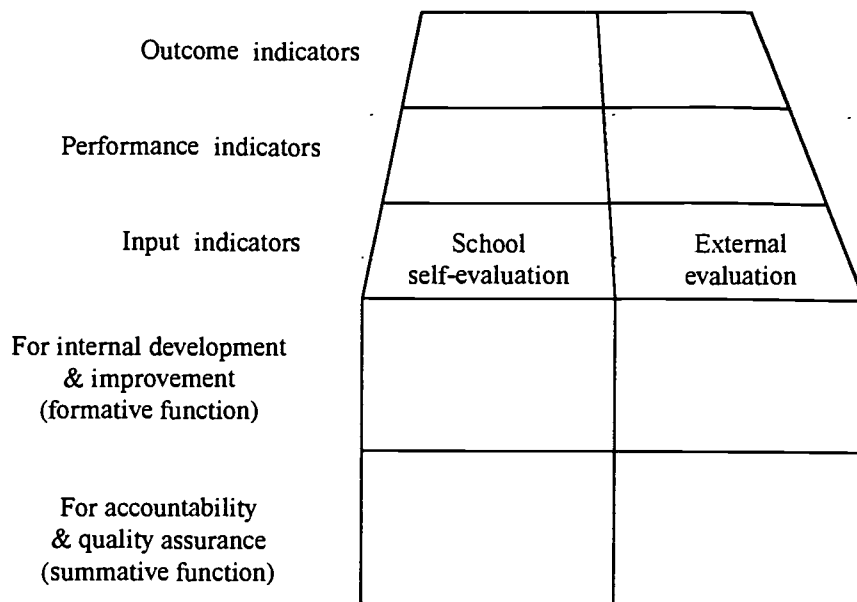 Outcome indicators
Performance indicators
Input indicators
School
self-evaluation
External
evaluation
For internal development
& improvement
(formative function)
For accountability
& quality assurance
(summative function)